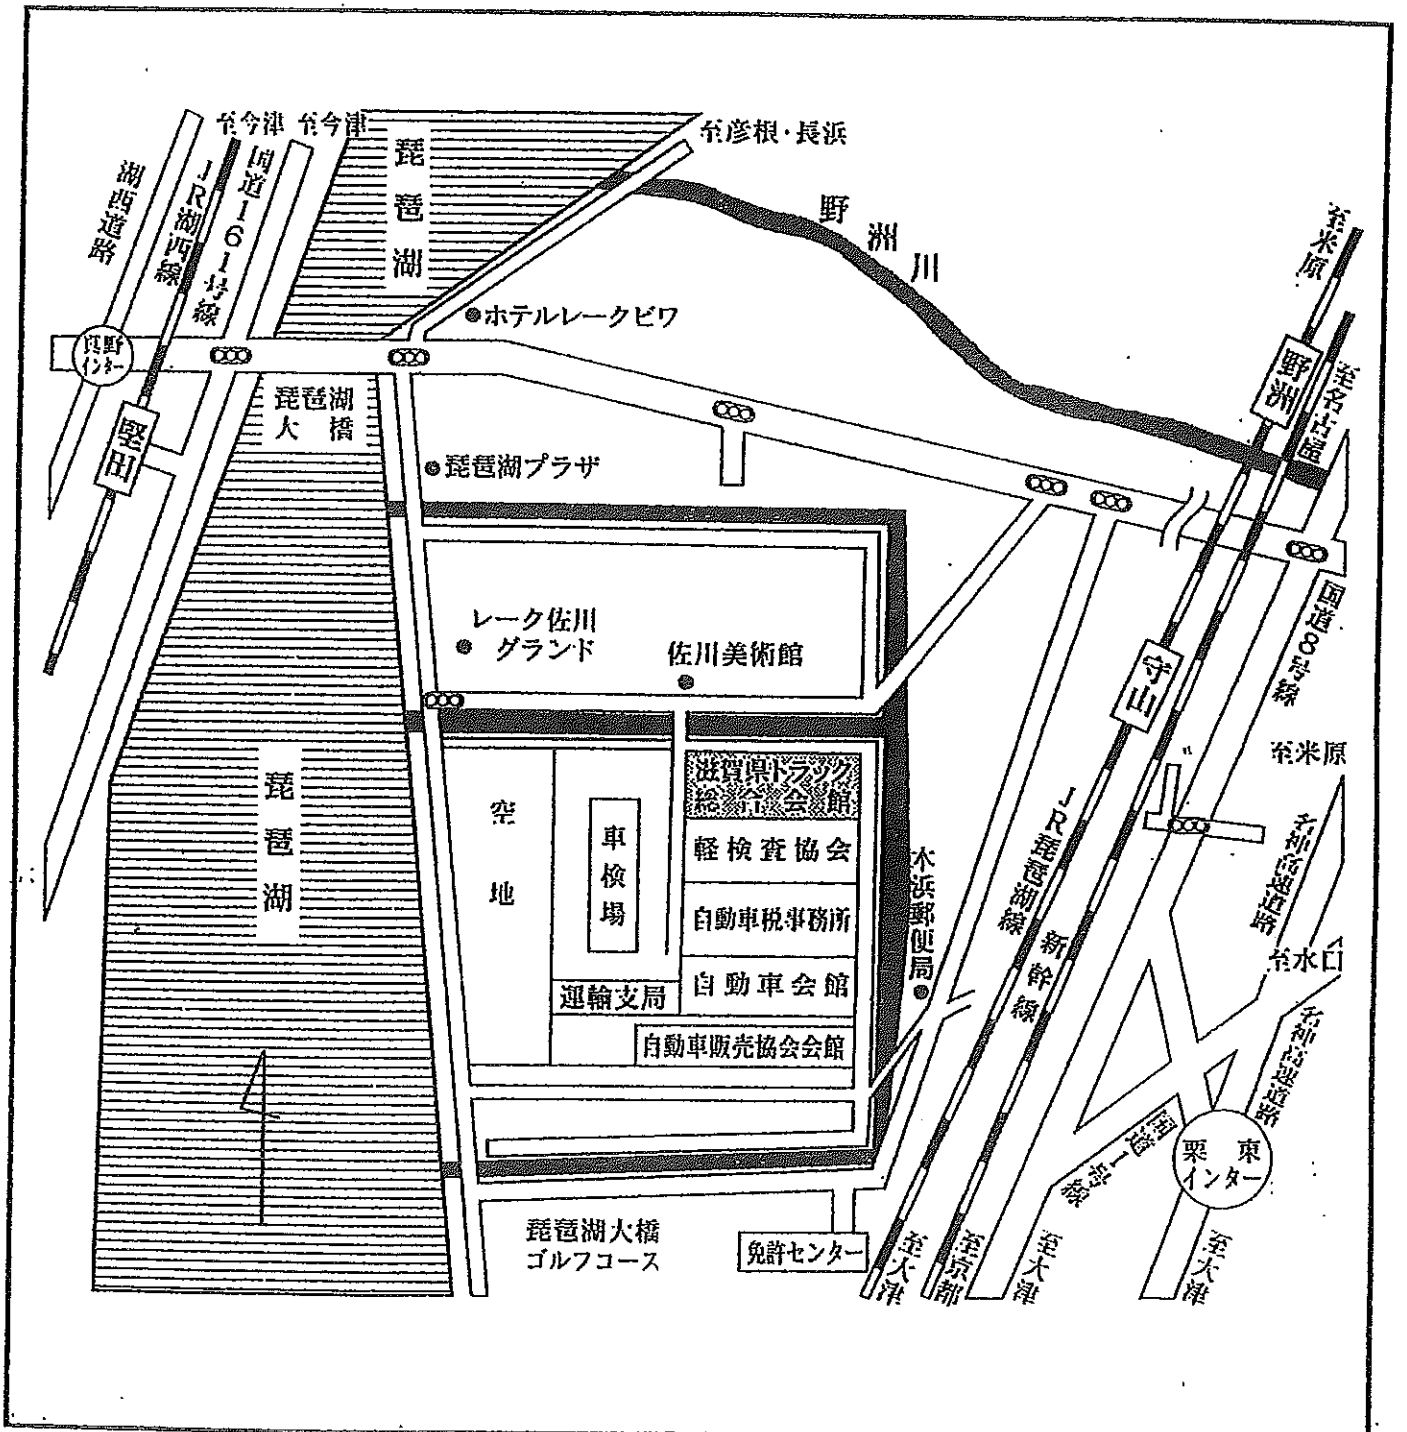 至今津
至今津
琵琶湖
至彦根・長浜
湖西道路
JR湖西線
国道161号線
野洲川
至米原
ホテルレークビワ
真野
インター
野洲
至名古屋
琵琶湖
大橋
堅田
琵琶湖プラザ
レーク佐川
グランド
佐川美術館
国道8号線
守山
至米原
琵琶湖
空地
車検場
滋賀県トラック
総合会館
軽検査協会
自動車税事務所
自動車会館
運輸支局
自動車販売協会会館
木浜郵便局
JR琵琶湖線
新幹線
名神高速道路
至水口
名神高速道路
国道1号線
栗東
インター
琵琶湖大橋
ゴルフコース
免許センター
至大津
至京都
至大津
至大津